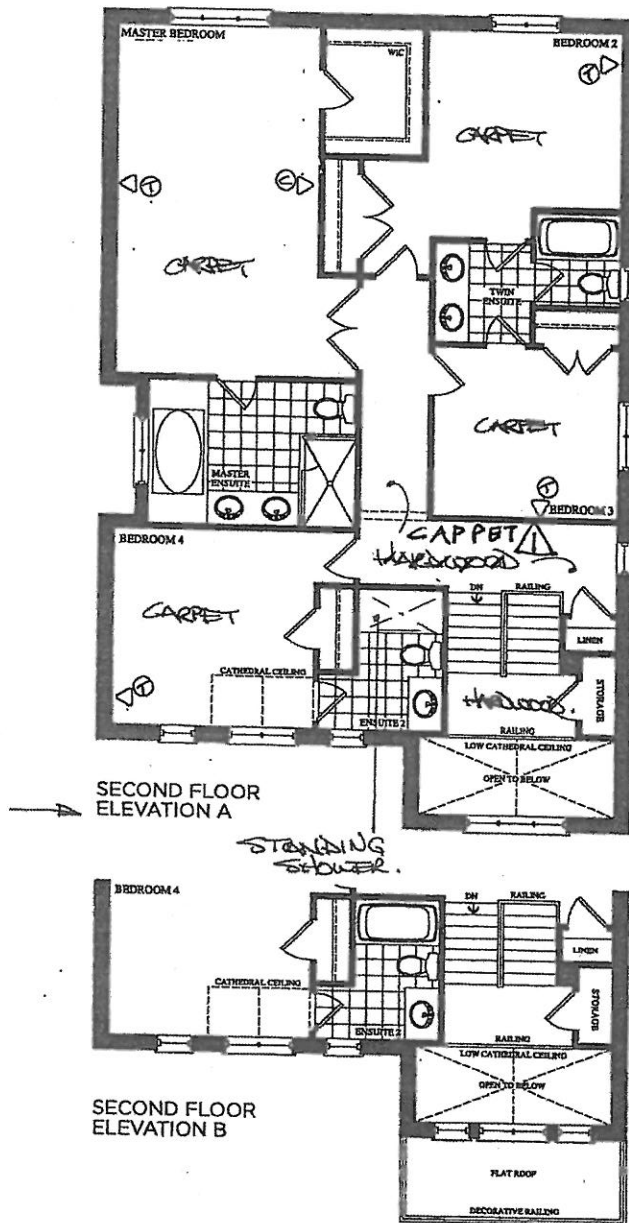 MASTER BEDROOM
WIC
BEDROOM 2
T
CARPET
T
C
CARPET
TWIN
ENSUITE
CARPET
MASTER
ENSUITE
T
BEDROOM 3
CAPPET 1
HARDWOOD
BEDROOM 4
CARPET
DN
RAILING
LINEN
CATHEDRAL CEILING
T
HARDWOOD.
STORAGE
ENSUITE 2
RAILING
LOW CATHEDRAL CEILING
OPEN TO BELOW
SECOND FLOOR
ELEVATION A
STANDING
SHOWER.
BEDROOM 4
DN
RAILING
LINEN
CATHEDRAL CEILING
STORAGE
ENSUITE 2
RAILING
LOW CATHEDRAL CEILING
OPEN TO BELOW
SECOND FLOOR
ELEVATION B
FLAT ROOF
DECORATIVE RAILING